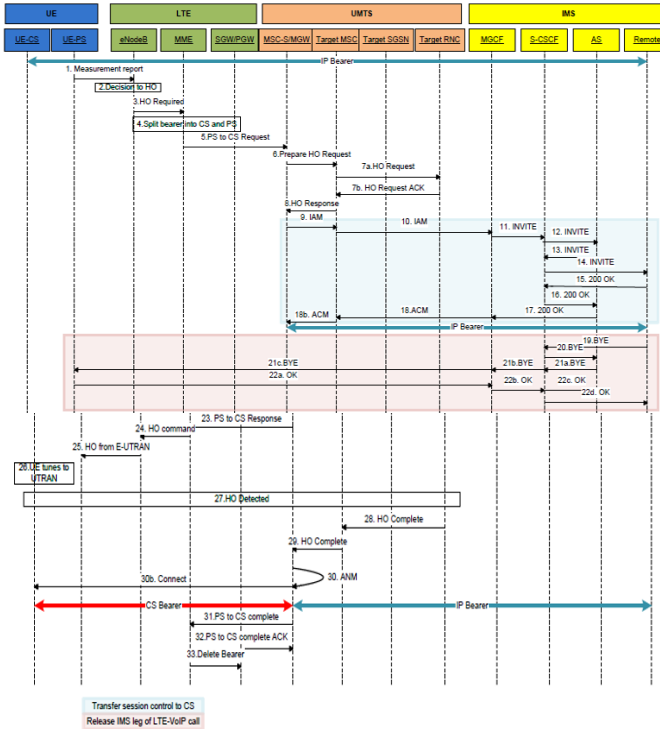 UE
LTE
UMTS
IMS
UE-CS
UE-PS
eNodeB
MME
SGW/PGW
MSC-S/MGW
Target MSC
Target SGSN
Target RNC
MGCF
S-CSCF
AS
Remote
IP Bearer
1. Measurement report
2.Decision to HO
3.HO Required
4.Split bearer into CS and PS
5.PS to CS Request
6.Prepare HO Request
7a.HO Request
7b. HO Request ACK
8.HO Response
9. IAM
10. IAM
11. INVITE
12. INVITE
13. INVITE
14. INVITE
15. 200 OK
16. 200 OK
17. 200 OK
18.ACM
18b. ACM
IP Bearer
19.BYE
20.BYE
21a.BYE
21b.BYE
21c.BYE
22a. OK
22b. OK
22c. OK
22d. OK
23. PS to CS Response
24. HO command
25. HO from E-UTRAN
26.UE tunes to
UTRAN
27.HO Detected
28. HO Complete
29. HO Complete
30. ANM
30b. Connect
CS Bearer
IP Bearer
31.PS to CS complete
32.PS to CS complete ACK
33.Delete Bearer
Transfer session control to CS
Release IMS leg of LTE-VoIP call